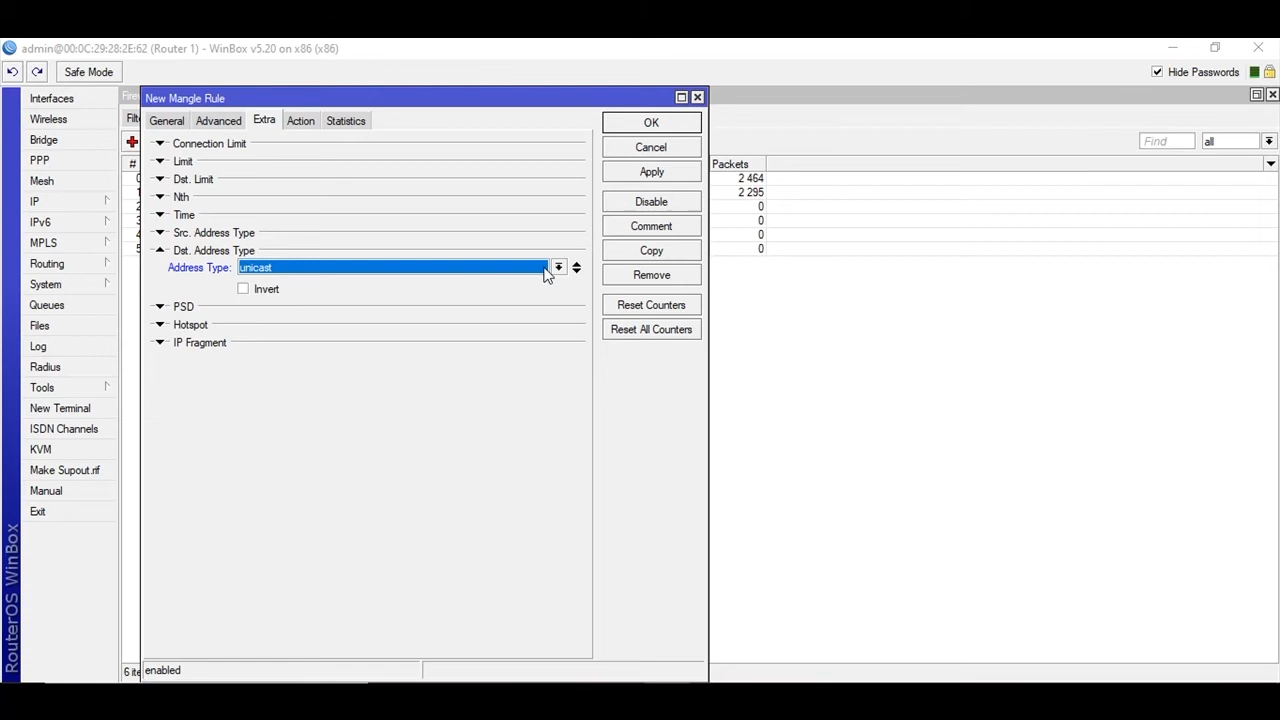 admin@00:0C:29:28:2E:62 (Router 1) - WinBox v5.20 on x86 (x86)
Safe Mode
Hide Passwords
Interfaces
Wireless
Bridge
PPP
Mesh
IP
IPv6
MPLS
Routing
System
Queues
Files
Log
Radius
Tools
New Terminal
ISDN Channels
KVM
Make Supout.rif
Manual
Exit
RouterOS WinBox
New Mangle Rule
General Advanced Extra Action Statistics
Connection Limit
Limit
Dst. Limit
Nth
Time
Src. Address Type
Dst. Address Type
Address Type: unicast
Invert
PSD
Hotspot
IP Fragment
enabled
OK
Cancel
Apply
Disable
Comment
Copy
Remove
Reset Counters
Reset All Counters
#
Find all
Packets
2 464
2 295
0
0
0
0